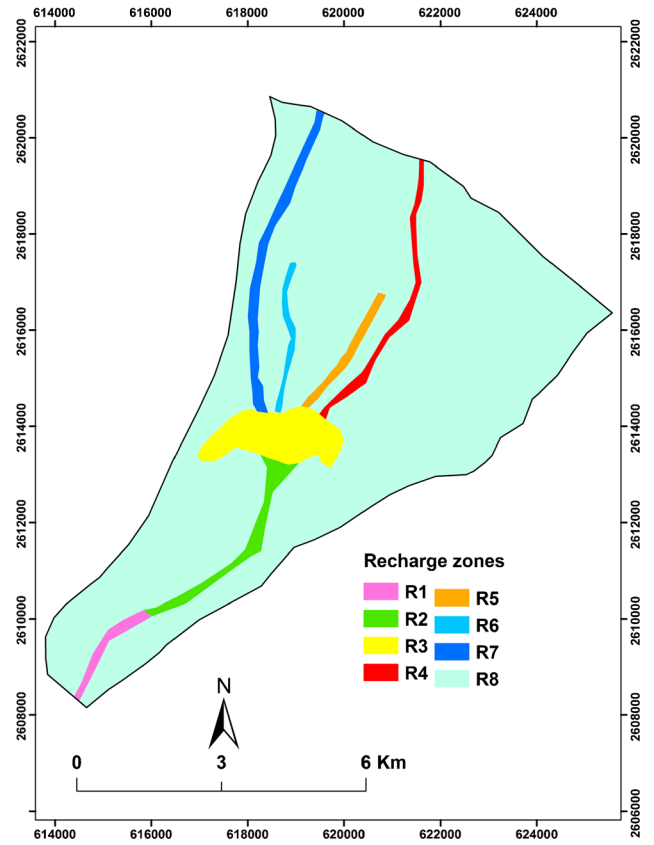 614000 616000 618000 620000 622000 624000
2622000 2622000
2620000 2620000
2618000 2618000
2616000 2616000
2614000 2614000
2612000 2612000
Recharge zones
R1 R5
R2 R6
R3 R7
R4 R8
2610000 2610000
2608000 2608000
N
0 3 6 Km
2606000
614000 616000 618000 620000 622000 624000